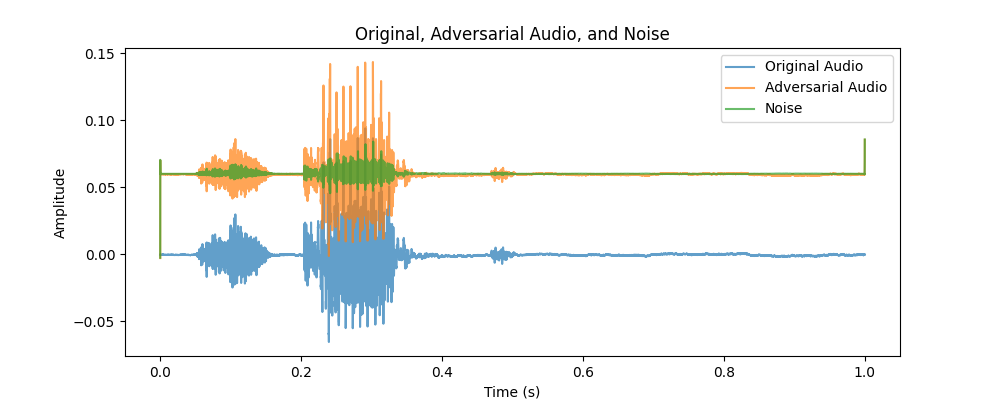 Original, Adversarial Audio, and Noise
Original Audio
Adversarial Audio
Noise
Amplitude
0.15
0.10
0.05
0.00
−0.05
0.0 0.2 0.4 0.6 0.8 1.0
Time (s)